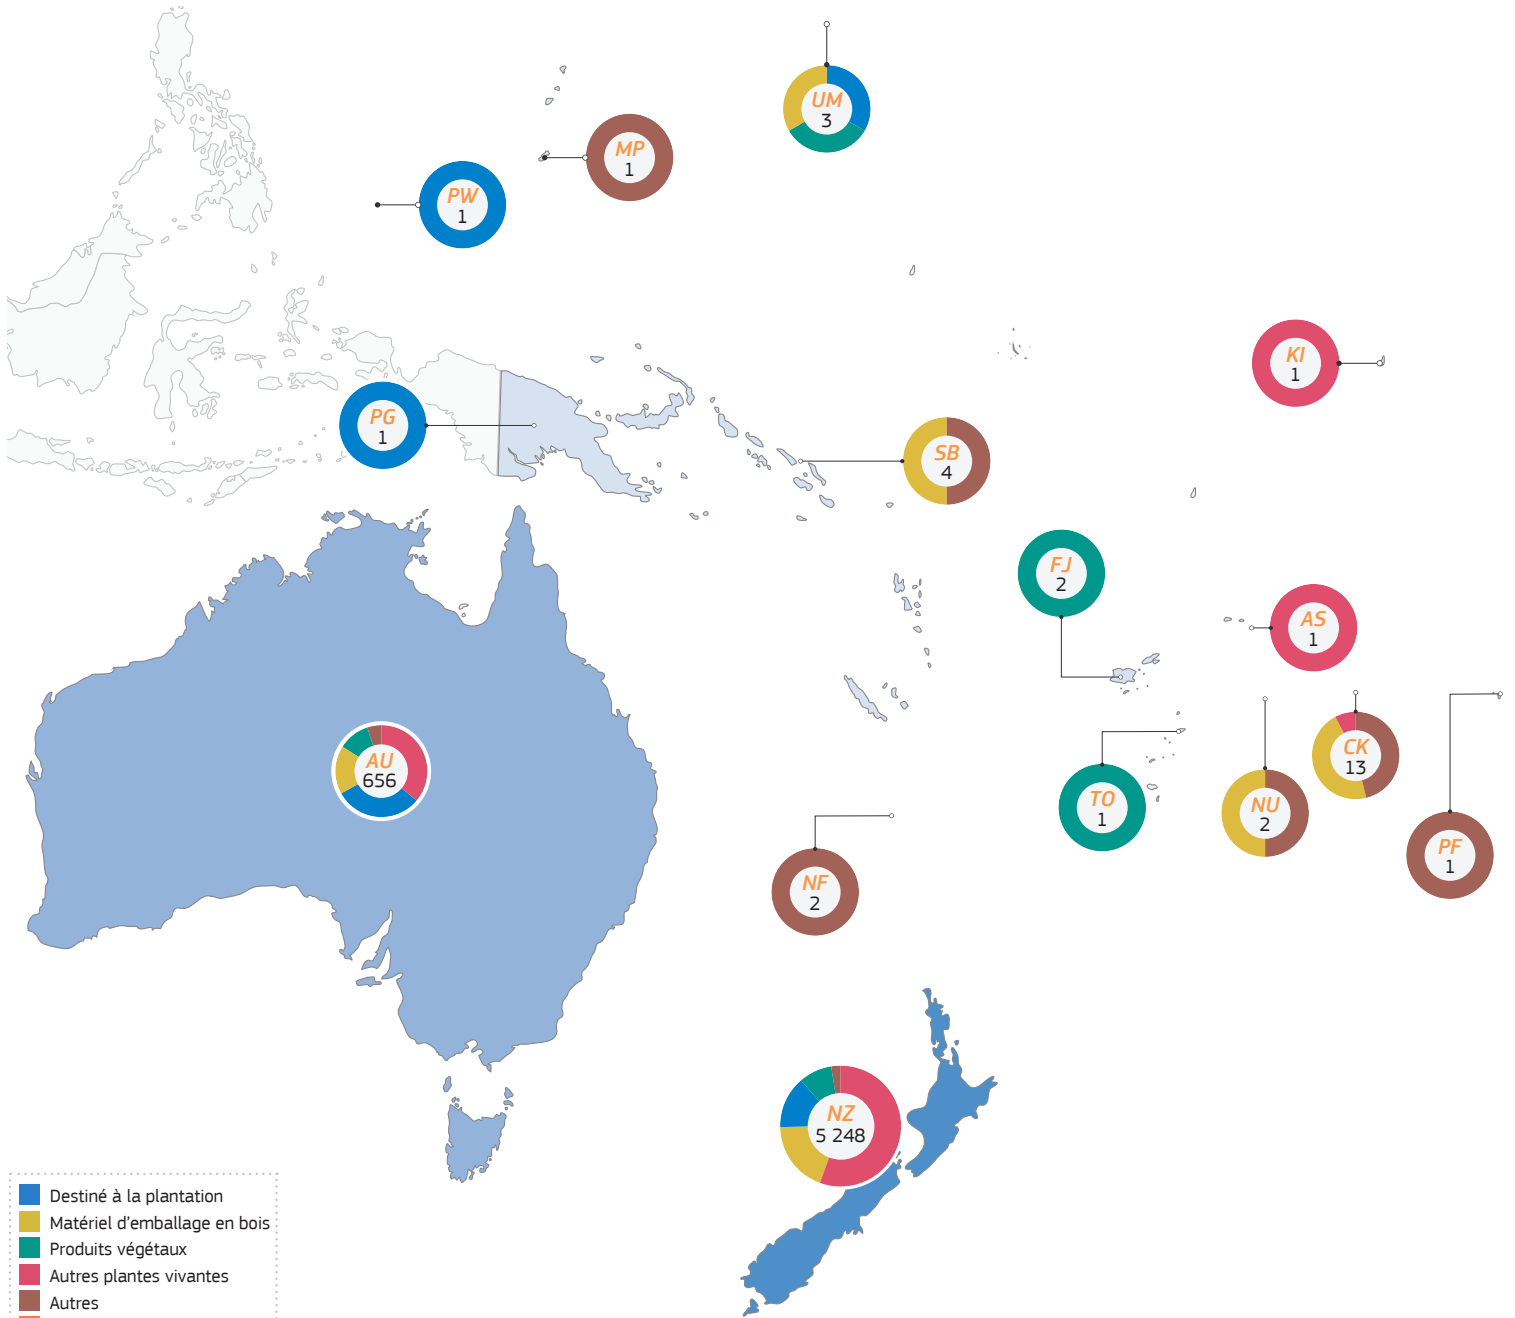 UM
3
MP
1
PW
1
KI
1
PG
1
SB
4
FJ
2
AS
1
AU
656
CK
13
TO
1
NU
2
PF
1
NF
2
NZ
5 248
Destiné à la plantation
Matériel d'emballage en bois
Produits végétaux
Autres plantes vivantes
Autres